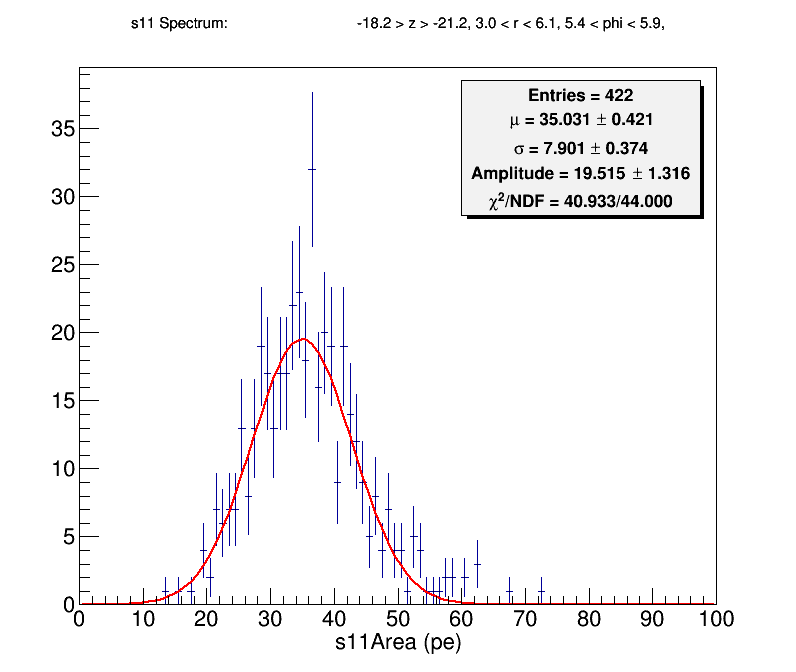 s11 Spectrum: -18.2 > z > -21.2, 3.0 < r < 6.1, 5.4 < phi < 5.9,
Entries = 422
μ = 35.031 ± 0.421
σ = 7.901 ± 0.374
Amplitude = 19.515 ± 1.316
χ²/NDF = 40.933/44.000
35
30
25
20
15
10
5
0
0 10 20 30 40 50 60 70 80 90 100
s11Area (pe)